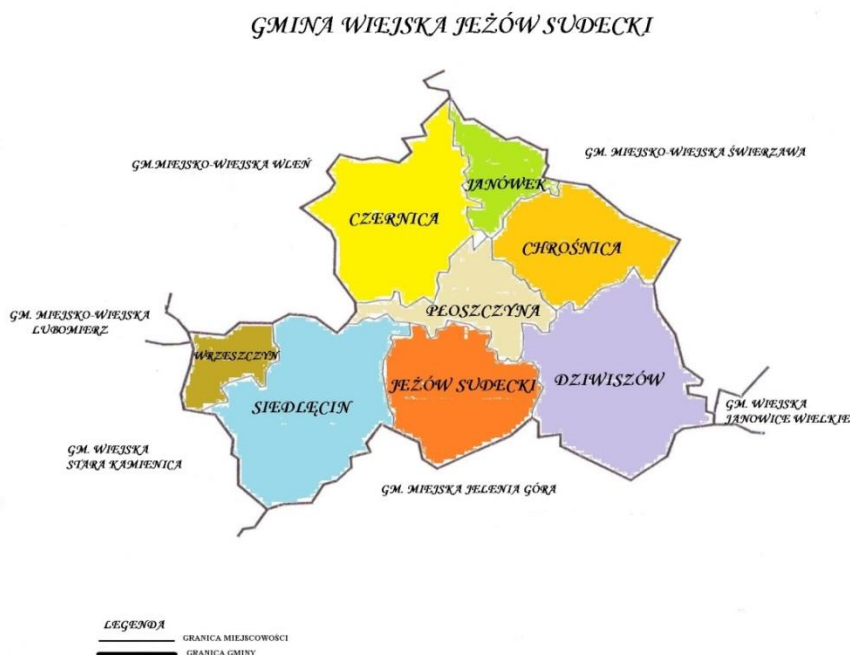 GMINA WIEJSKA JEŻÓW SUDECKI
GM.MIEJSKO-WIEJSKA WLEŃ
GM. MIEJSKO-WIEJSKA ŚWIERZAWA
JANÓWEK
CZERNICA
CHROŚNICA
GM. MIEJSKO-WIEJSKA
LUBOMIERZ
PŁOSZCZYNA
WRZESZCZYN
JEŻÓW SUDECKI
DZIWISZÓW
SIEDLĘCIN
GM. WIEJSKA
JANOWICE WIELKIE
GM. WIEJSKA
STARA KAMIENICA
GM. MIEJSKA JELENIA GÓRA
LEGENDA
GRANICA MIEJSCOWOŚCI
GRANICA GMINY